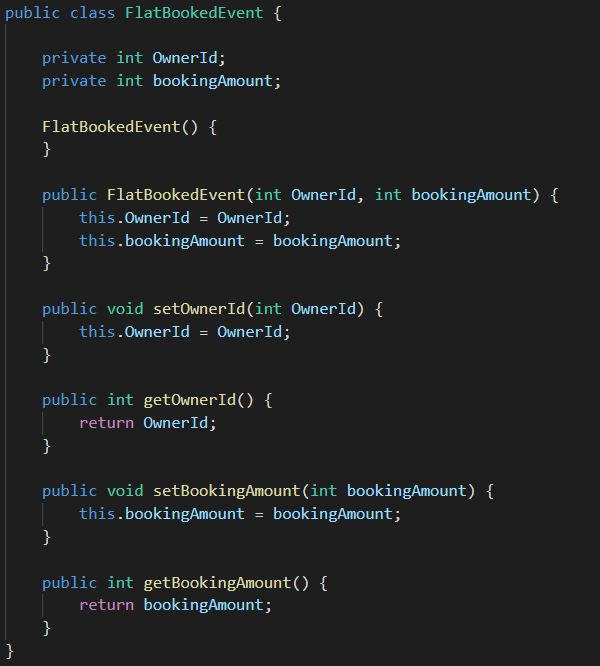 public class FlatBookedEvent {
private int OwnerId;
private int bookingAmount;
FlatBookedEvent() {
}
public FlatBookedEvent(int OwnerId, int bookingAmount) {
this.OwnerId = OwnerId;
this.bookingAmount = bookingAmount;
}
public void setOwnerId(int OwnerId) {
this.OwnerId = OwnerId;
}
public int getOwnerId() {
return OwnerId;
}
public void setBookingAmount(int bookingAmount) {
this.bookingAmount = bookingAmount;
}
public int getBookingAmount() {
return bookingAmount;
}
}